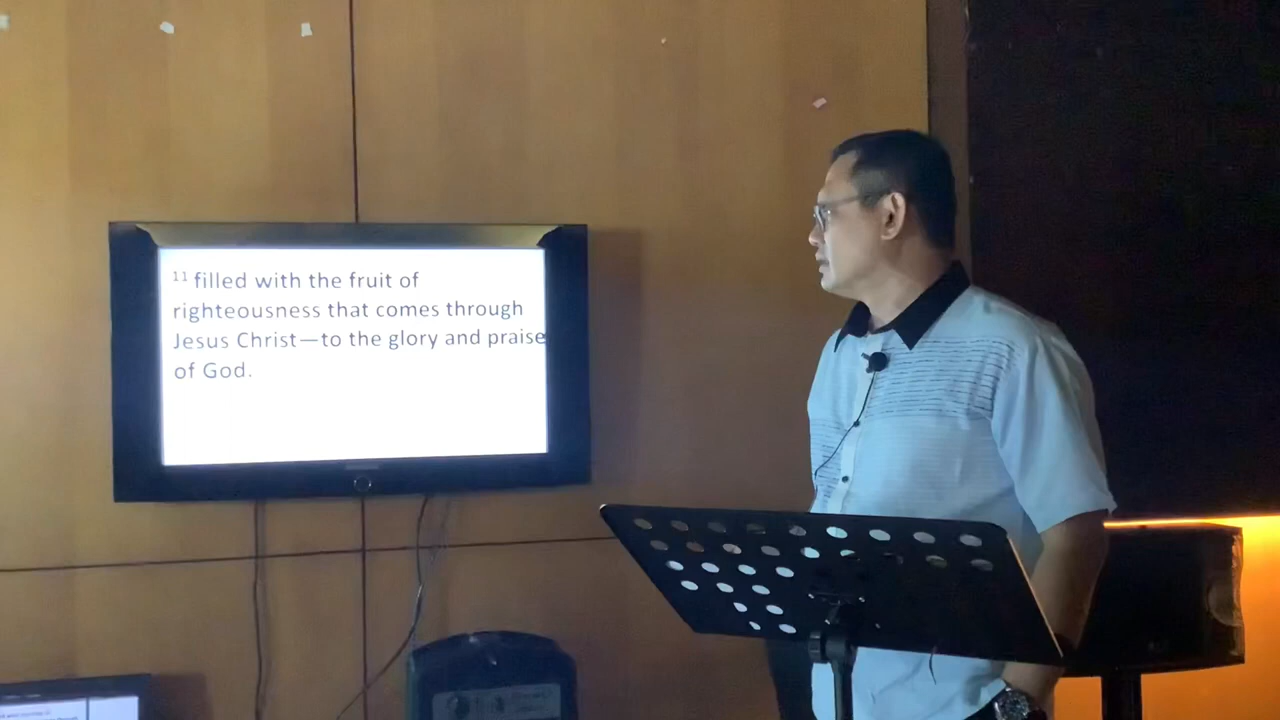 11 filled with the fruit of
righteousness that comes through
Jesus Christ—to the glory and praise
of God.